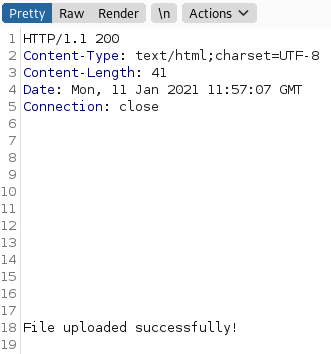 Pretty Raw Render \n Actions
1 HTTP/1.1 200
2 Content-Type: text/html;charset=UTF-8
3 Content-Length: 41
4 Date: Mon, 11 Jan 2021 11:57:07 GMT
5 Connection: close
6
7
8
9
10
11
12
13
14
15
16
17
18 File uploaded successfully!
19